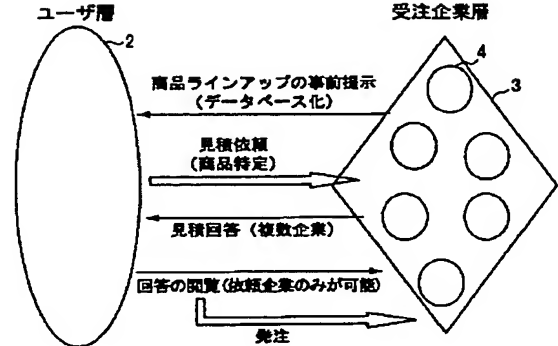 ユーザ層
受注企業層
2
4
3
商品ラインアップの事前提示
(データベース化)
見積依頼
(商品特定)
見積回答(複数企業)
回答の閲覧(依頼企業のみが可能)
発注